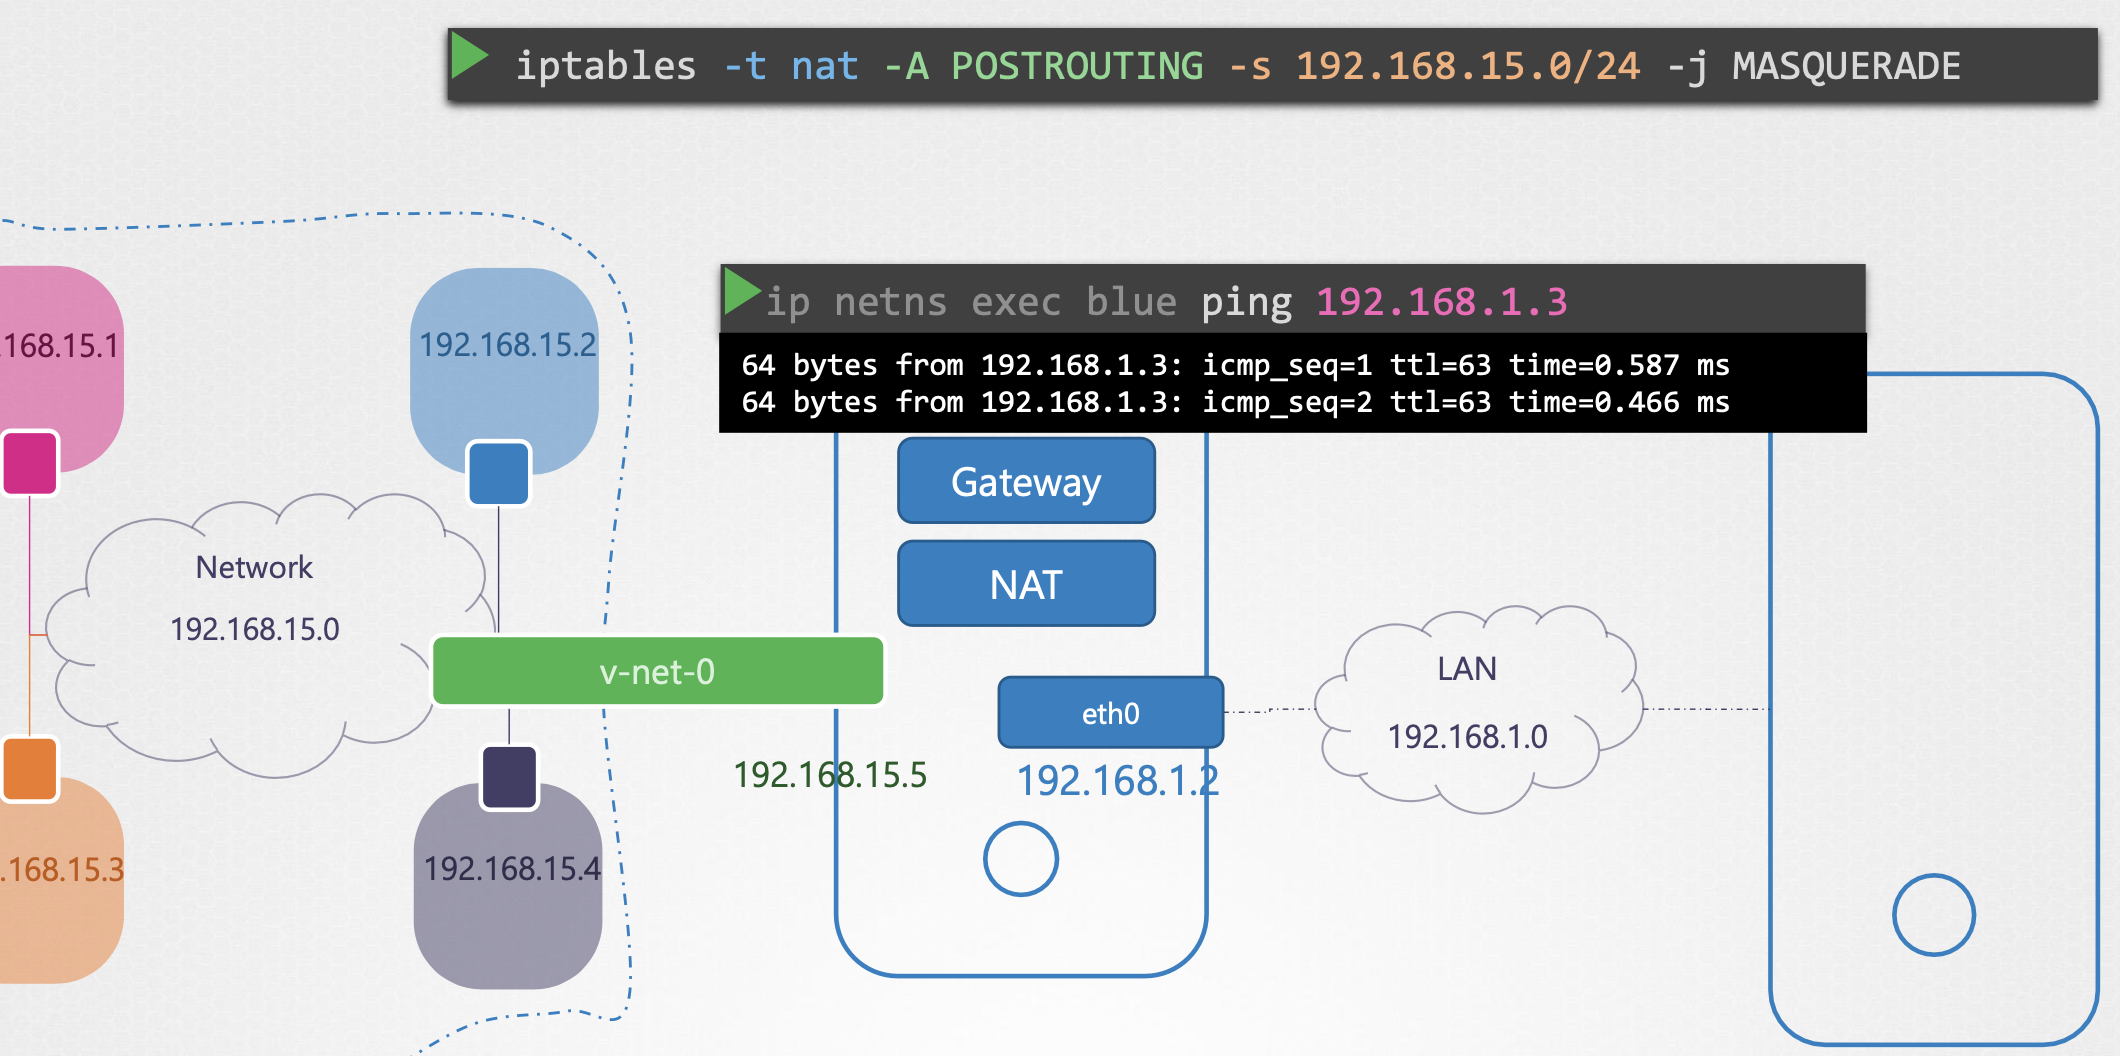 iptables -t nat -A POSTROUTING -s 192.168.15.0/24 -j MASQUERADE
ip netns exec blue ping 192.168.1.3
64 bytes from 192.168.1.3: icmp_seq=1 ttl=63 time=0.587 ms
64 bytes from 192.168.1.3: icmp_seq=2 ttl=63 time=0.466 ms
.168.15.1
192.168.15.2
Gateway
NAT
Network
192.168.15.0
v-net-0
eth0
LAN
192.168.1.0
192.168.15.5
192.168.1.2
.168.15.3
192.168.15.4